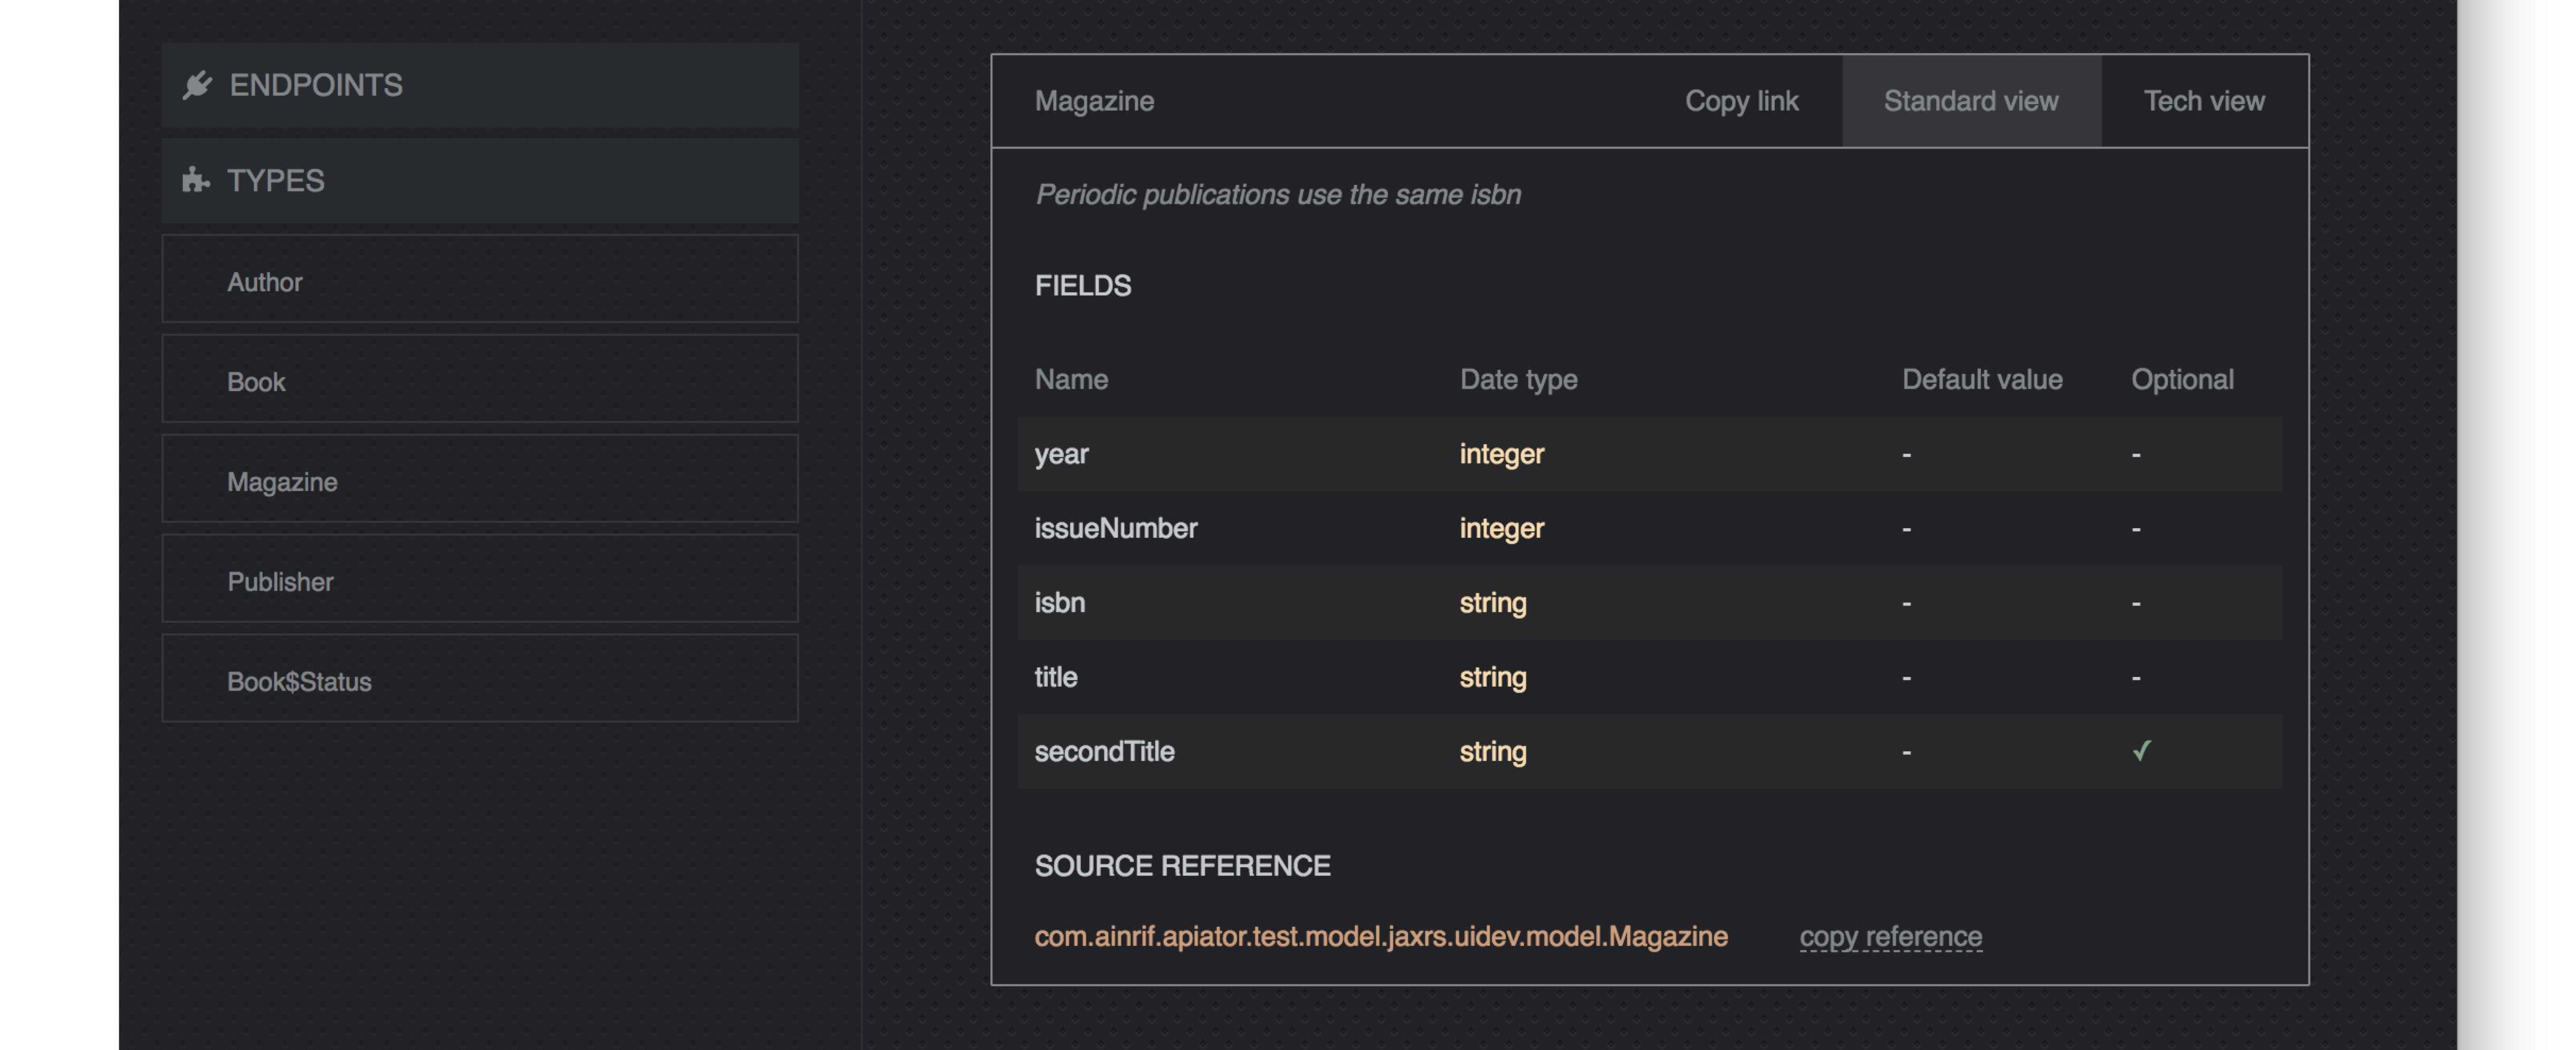 ENDPOINTS
TYPES
Author
Book
Magazine
Publisher
Book$Status
Magazine Copy link Standard view Tech view
Periodic publications use the same isbn
FIELDS
Name Date type Default value Optional
year integer - -
issueNumber integer - -
isbn string - -
title string - -
secondTitle string - ✓
SOURCE REFERENCE
com.ainrif.apiator.test.model.jaxrs.uidev.model.Magazine copy reference